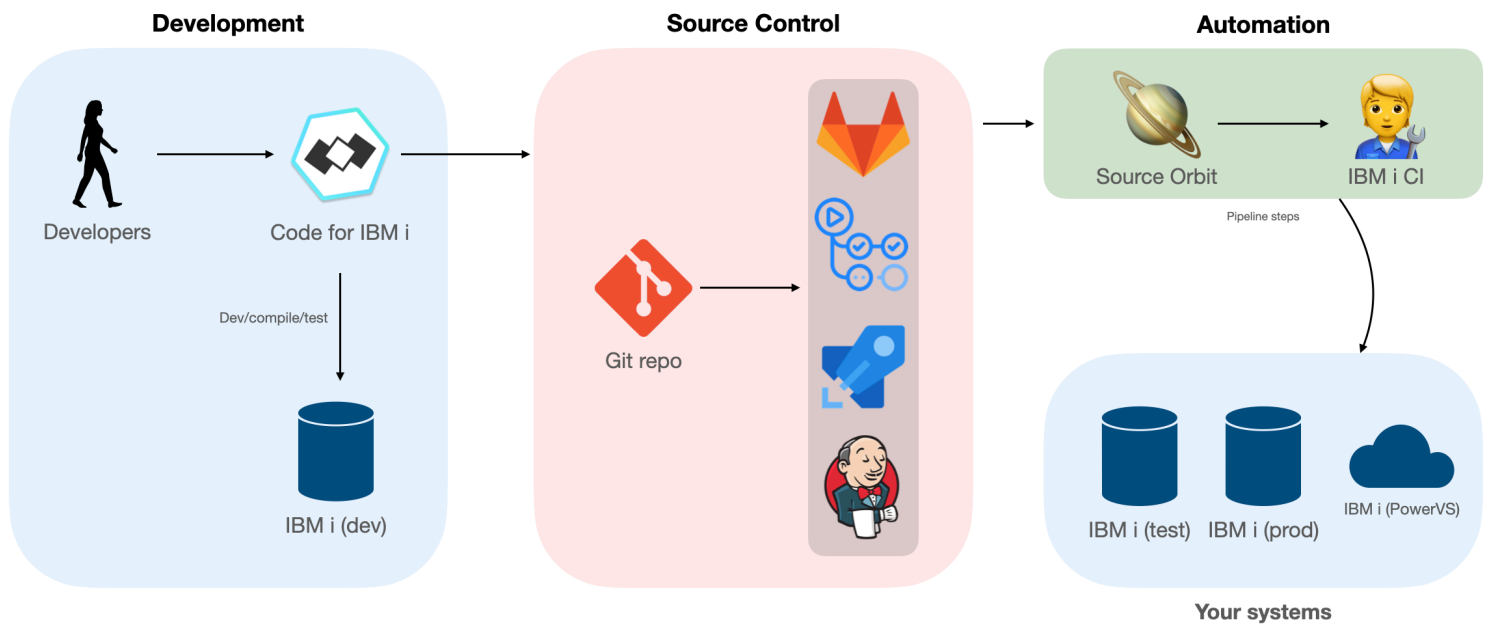 Development
Developers
Code for IBM i
Dev/compile/test
IBM i (dev)
Source Control
Git repo
Automation
Source Orbit
IBM i CI
Pipeline steps
IBM i (test)
IBM i (prod)
IBM i (PowerVS)
Your systems